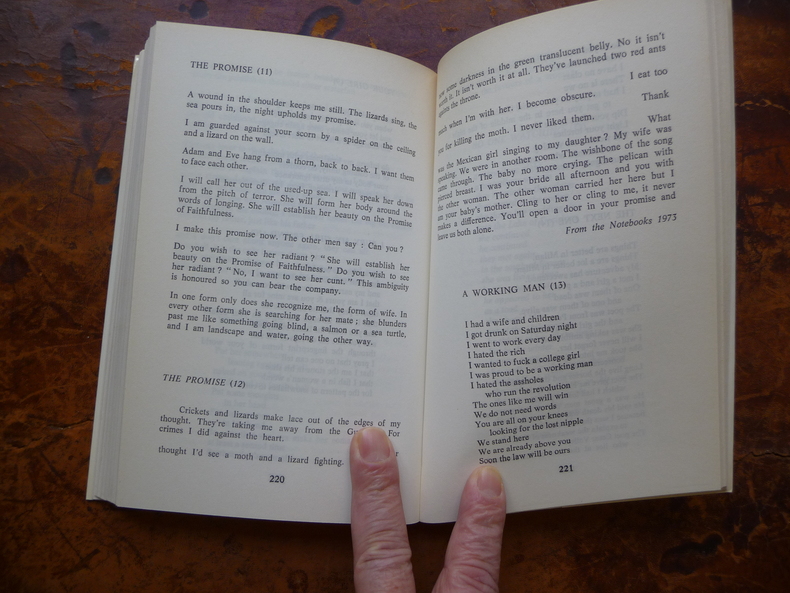 THE PROMISE (11)
A wound in the shoulder keeps me still. The lizards sing, the
sea pours in, the night upholds my promise.
I am guarded against your scorn by a spider on the ceiling
and a lizard on the wall.
Adam and Eve hang from a thorn, back to back. I want them
to face each other.
I will call her out of the used-up sea. I will speak her down
from the pitch of terror. She will form her body around the
words of longing. She will establish her beauty on the Promise
of Faithfulness.
I make this promise now. The other men say : Can you ?
Do you wish to see her radiant ? " She will establish her
beauty on the Promise of Faithfulness. " Do you wish to see
her radiant ? " No, I want to see her cunt. " This ambiguity
is honoured so you can bear the company.
In one form only does she recognize me, the form of wife. In
every other form she is searching for her mate ; she blunders
past me like something going blind, a salmon or a sea turtle,
and I am landscape and water, going the other way.
THE PROMISE (12)
Crickets and lizards make lace out of the edges of my
thought. They're taking me away from the For
crimes I did against the heart.
thought I'd see a moth and a lizard fighting.
220
some darkness in the green translucent belly. No it isn't
worth it. It isn't worth it at all. They've launched two red ants
against the throne.
I eat too
much when I'm with her. I become obscure.
Thank
you for killing the moth. I never liked them.
What
was the Mexican girl singing to my daughter ? My wife was
speaking. We were in another room. The wishbone of the song
came through. The baby no more crying. The pelican with
pierced breast. I was your bride all afternoon and you with
the other woman. The other woman carried her here but I
am your baby's mother. Cling to her or cling to me, it never
makes a difference. You'll open a door in your promise and
leave us both alone.
From the Notebooks 1973
A WORKING MAN (13)
I had a wife and children
I got drunk on Saturday night
I went to work every day
I hated the rich
I wanted to fuck a college girl
I was proud to be a working man
I hated the assholes
who run the revolution
The ones like me will win
We do not need words
You are all on your knees
looking for the lost nipple
We stand here
We are already above you
Soon the law will be ours
221